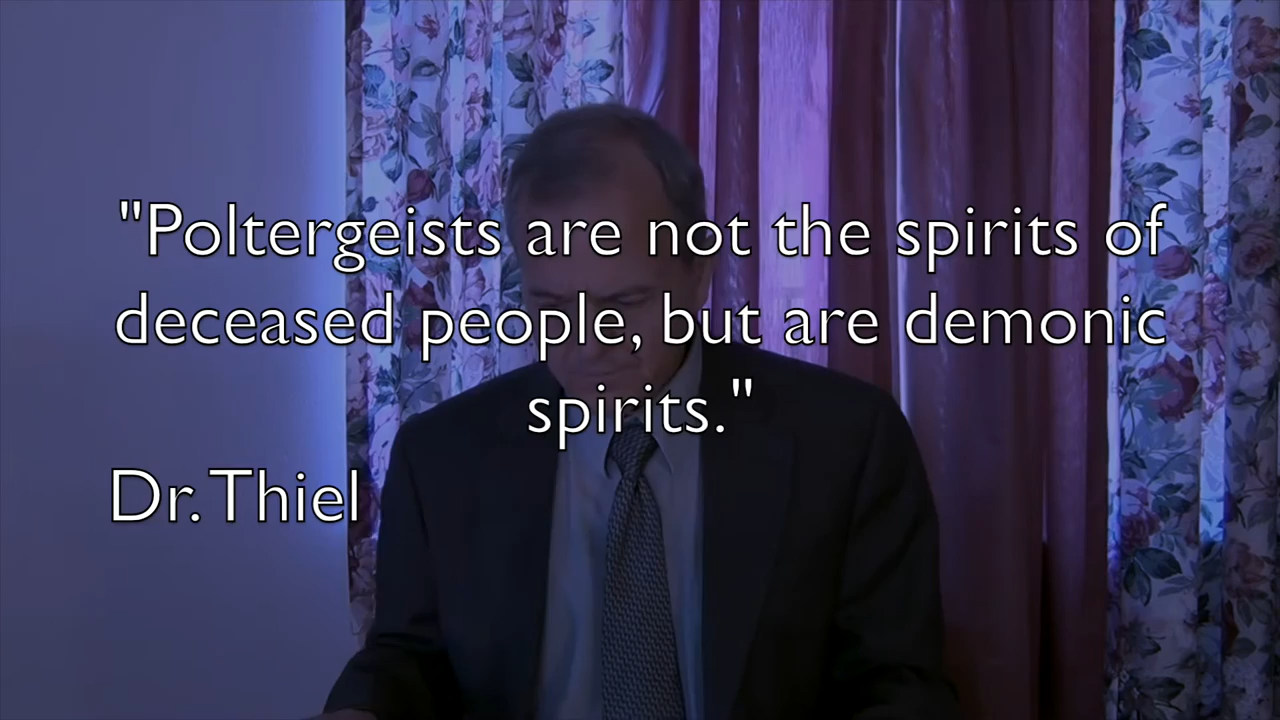 "Poltergeists are not the spirits of
deceased people, but are demonic
spirits."
Dr. Thiel